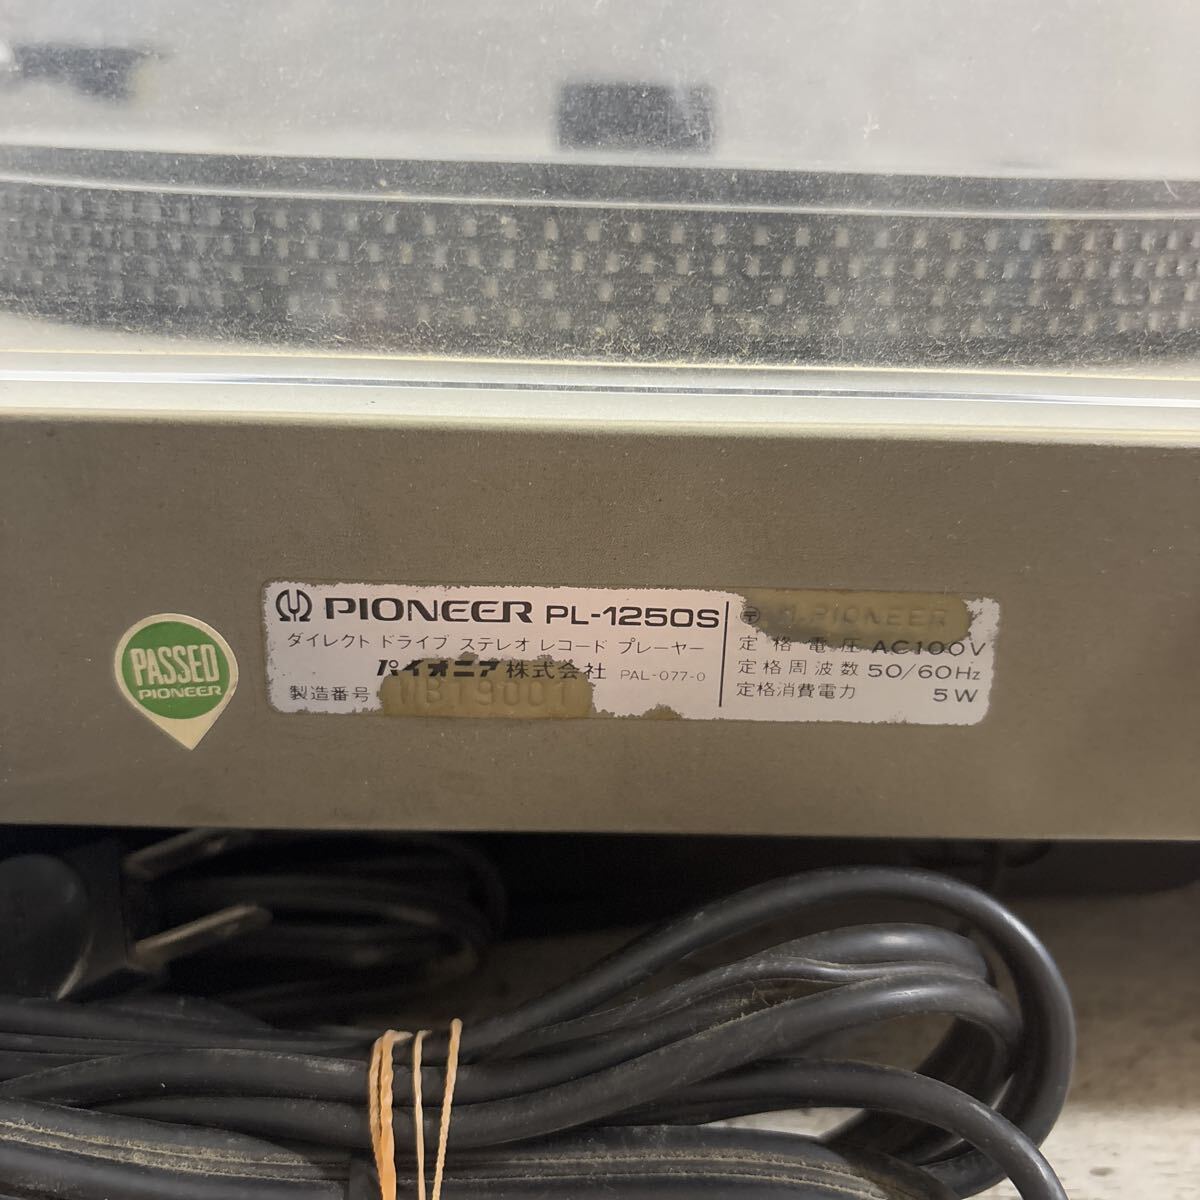 PASSED
PIONEER
PIONEER PL-1250S
ダイレクト ドライブ ステレオ レコード プレーヤー
パイオニア株式会社 PAL-077-0
製造番号
〒 PIONEER
定格電圧 AC100V
定格周波数 50/60Hz
定格消費電力 5W